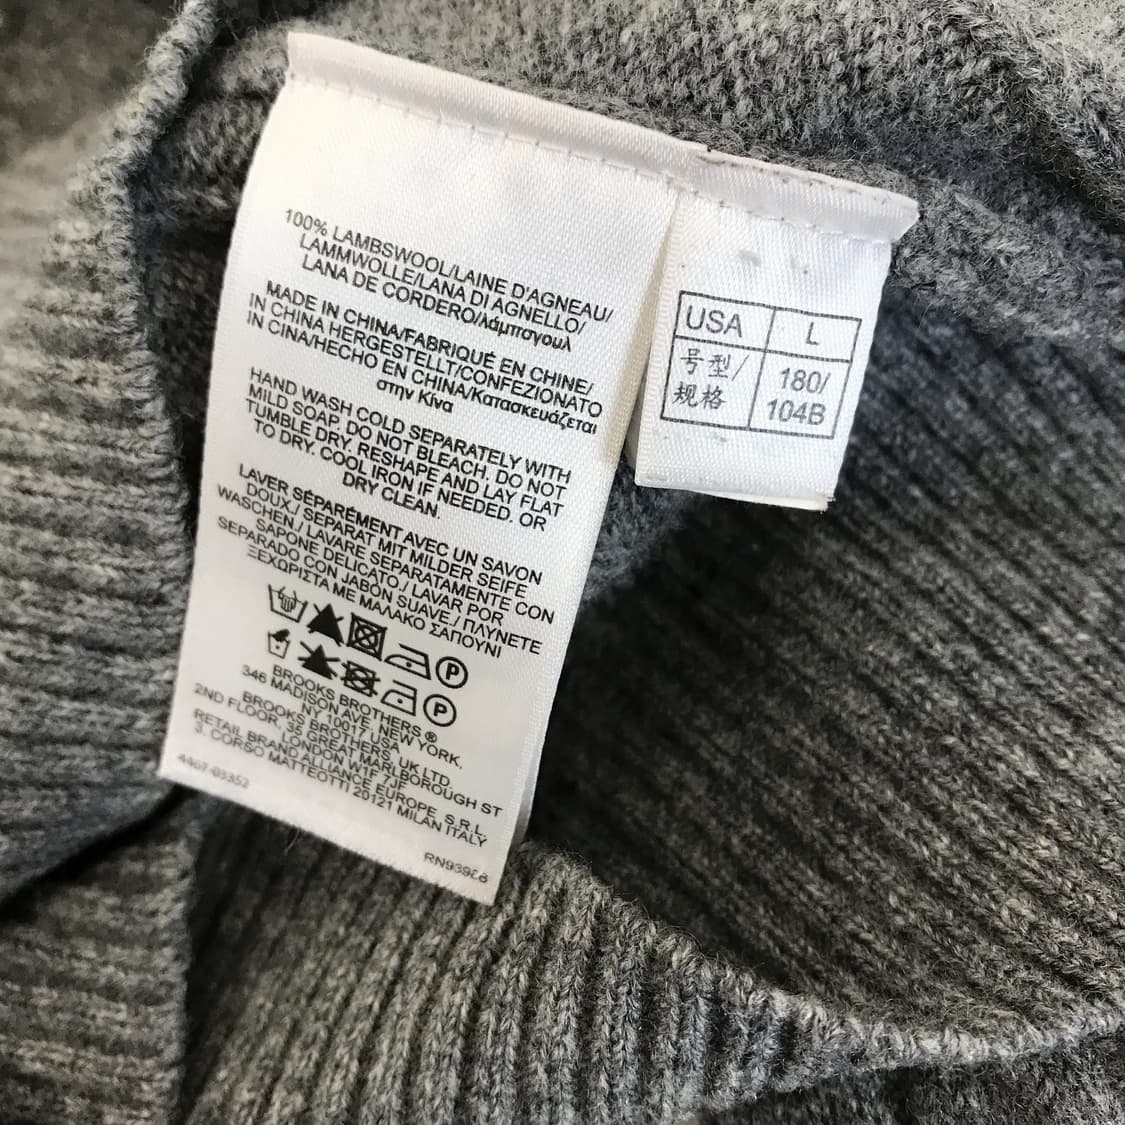 100% LAMBSWOOL/LAINE D'AGNEAU/
LAMMWOLLE/LANA DI AGNELLO/
LANA DE CORDERO/λάμπογουλ
MADE IN CHINA/FABRIQUÉ EN CHINE/
IN CHINA HERGESTELLT/CONFEZIONATO
IN CINA/HECHO EN CHINA/Κατασκευάζεται
στην Κίνα
HAND WASH COLD SEPARATELY WITH
MILD SOAP. DO NOT BLEACH, DO NOT
TUMBLE DRY. RESHAPE AND LAY FLAT
TO DRY. COOL IRON IF NEEDED. OR
DRY CLEAN.
LAVER SÉPARÉMENT AVEC UN SAVON
DOUX./ SEPARAT MIT MILDER SEIFE
WASCHEN./ LAVARE SEPARATAMENTE CON
SAPONE DELICATO./ LAVAR POR
SEPARADO CON JABÓN SUAVE./ ΠΛΥΝΕΤΕ
ΞΕΧΩΡΙΣΤΑ ΜΕ ΜΑΛΑΚΟ ΣΑΠΟΥΝΙ
P
P
BROOKS BROTHERS®
346 MADISON AVE. NEW YORK.
NY 10017 USA
BROOKS BROTHERS, UK LTD.
2ND FLOOR, 35 GREAT MARLBOROUGH ST
LONDON W1F 7JF
RETAIL BRAND ALLIANCE EUROPE, S.R.L.
3. CORSO MATTEOTTI 20121 MILAN ITALY
4407-03352
RN93988
USA L
号型/ 180/
规格 104B